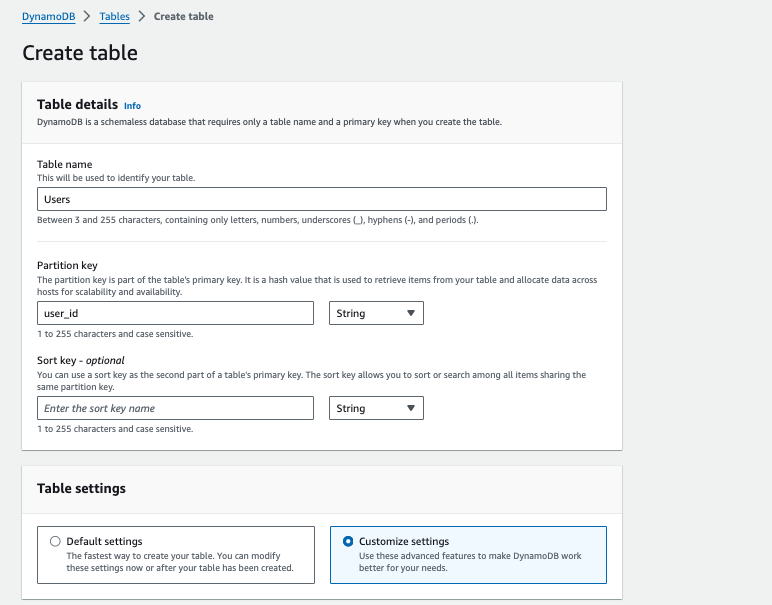 DynamoDB > Tables > Create table
Create table
Table details Info
DynamoDB is a schemaless database that requires only a table name and a primary key when you create the table.
Table name
This will be used to identify your table.
Users
Between 3 and 255 characters, containing only letters, numbers, underscores (_), hyphens (-), and periods (.).
Partition key
The partition key is part of the table's primary key. It is a hash value that is used to retrieve items from your table and allocate data across
hosts for scalability and availability.
user_id String
1 to 255 characters and case sensitive.
Sort key - optional
You can use a sort key as the second part of a table's primary key. The sort key allows you to sort or search among all items sharing the
same partition key.
Enter the sort key name String
1 to 255 characters and case sensitive.
Table settings
Default settings
The fastest way to create your table. You can modify
these settings now or after your table has been created.
Customize settings
Use these advanced features to make DynamoDB work
better for your needs.